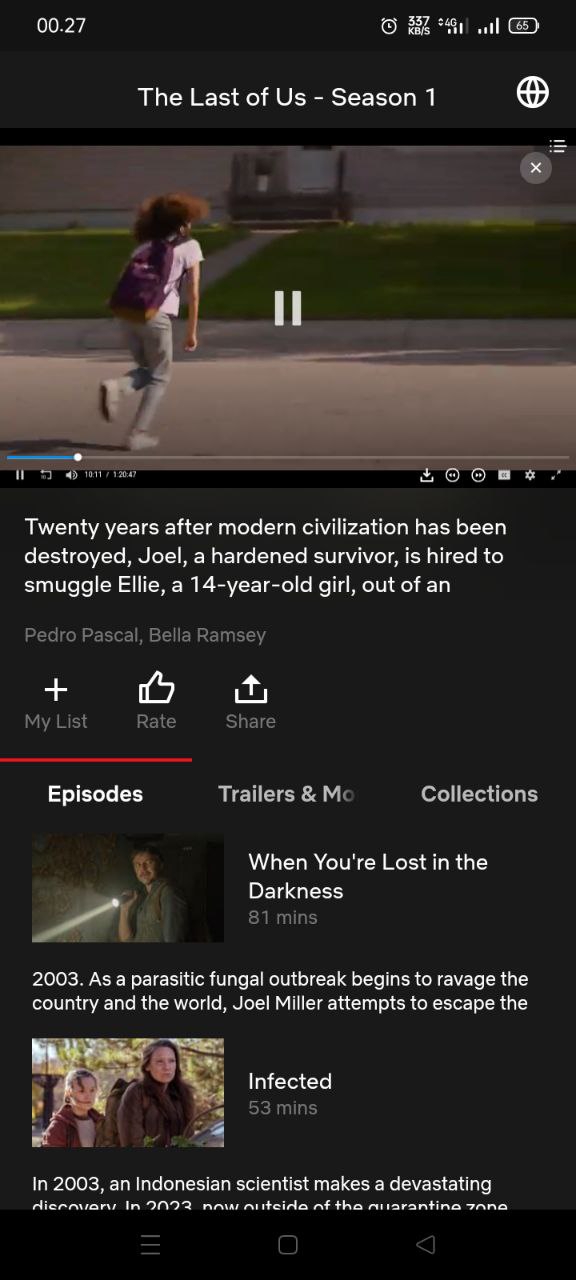 00.27
337
KB/S
4G
65
The Last of Us - Season 1
10:11 / 1:20:47
Twenty years after modern civilization has been
destroyed, Joel, a hardened survivor, is hired to
smuggle Ellie, a 14-year-old girl, out of an
Pedro Pascal, Bella Ramsey
My List
Rate
Share
Episodes
Trailers & Mo
Collections
When You're Lost in the
Darkness
81 mins
2003. As a parasitic fungal outbreak begins to ravage the
country and the world, Joel Miller attempts to escape the
Infected
53 mins
In 2003, an Indonesian scientist makes a devastating
discovery. In 2023, now outside of the quarantine zone,